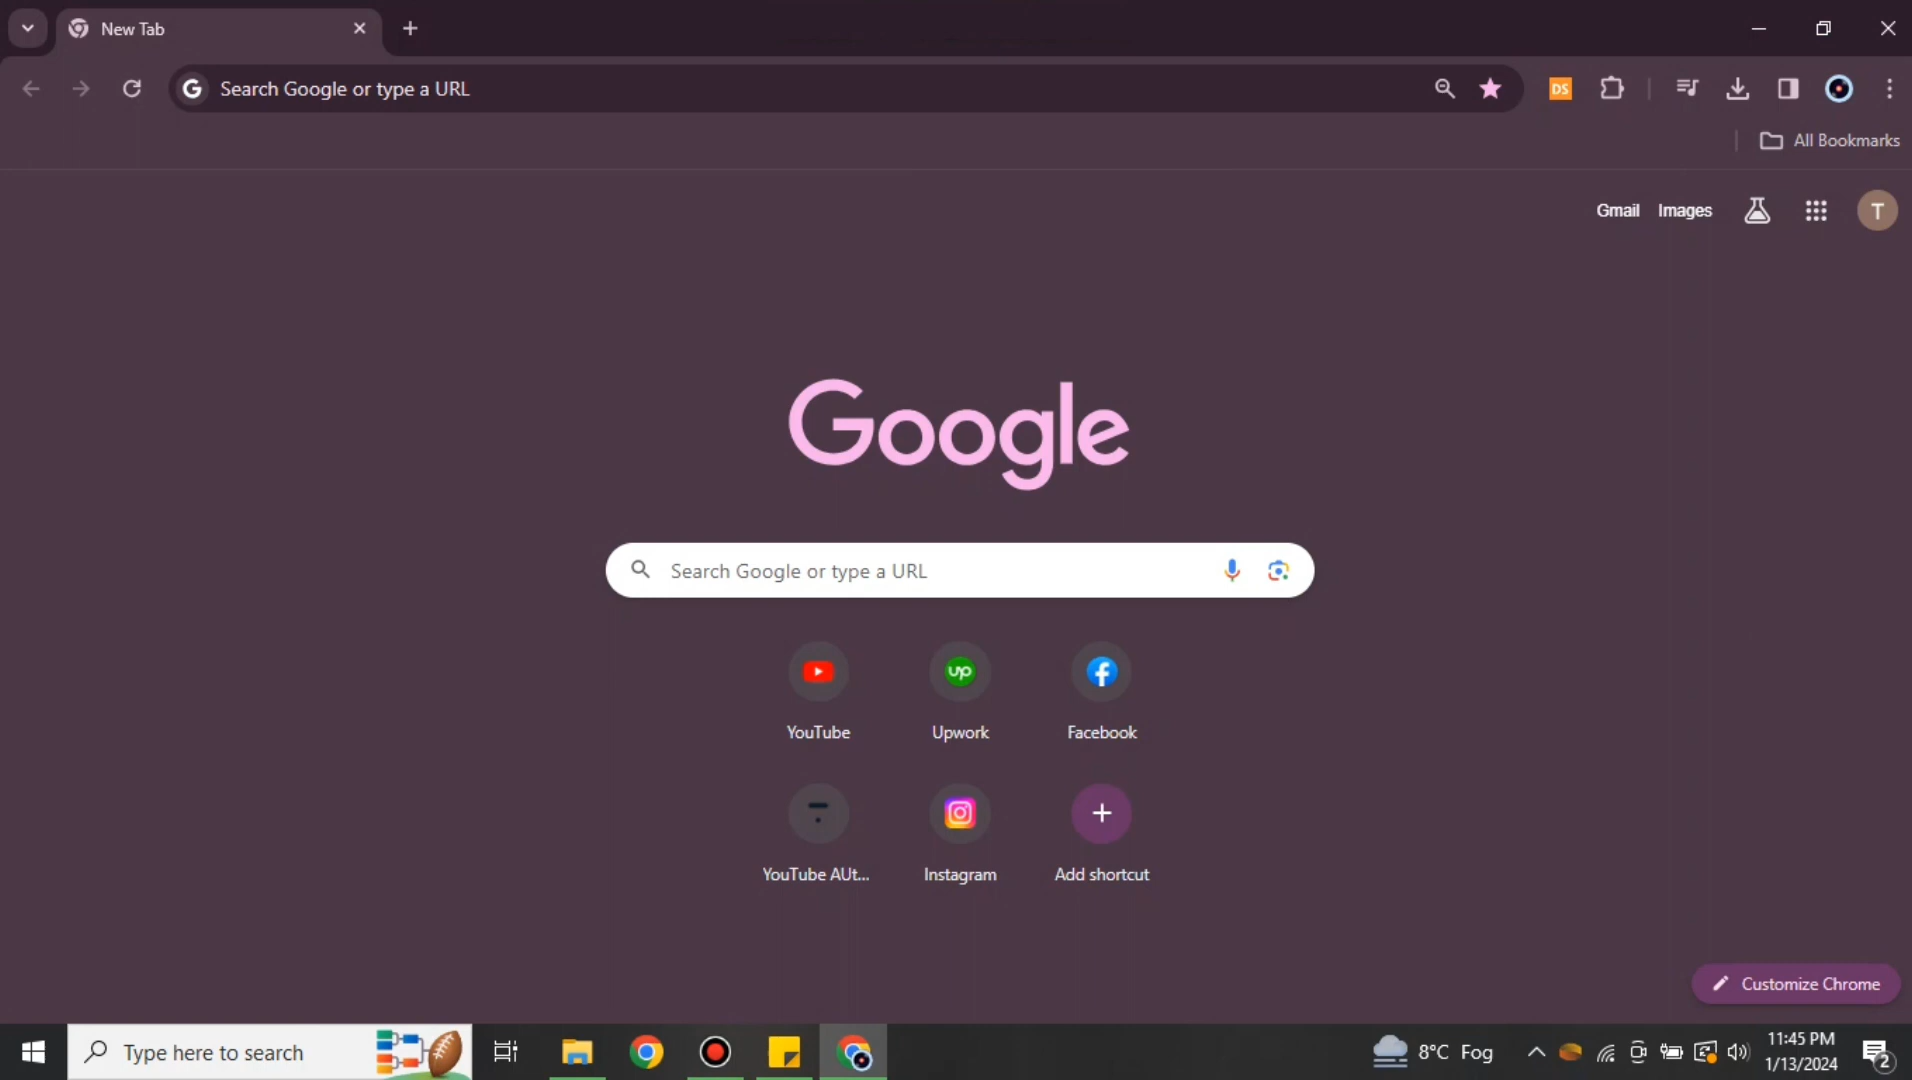 New Tab
Search Google or type a URL
DS
All Bookmarks
Gmail Images
T
Google
Search Google or type a URL
up
YouTube Upwork Facebook
YouTube AUt... Instagram Add shortcut
Customize Chrome
Type here to search
8°C Fog
11:45 PM
1/13/2024
2